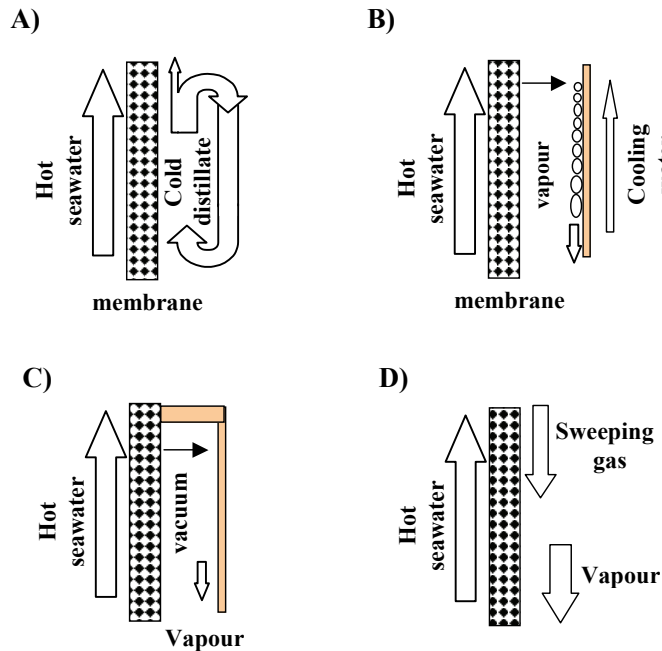 A)
Hot
seawater
Cold
distillate
membrane
B)
Hot
seawater
vapour
Cooling
membrane
C)
Hot
seawater
vacuum
Vapour
D)
Hot
seawater
Sweeping
gas
Vapour